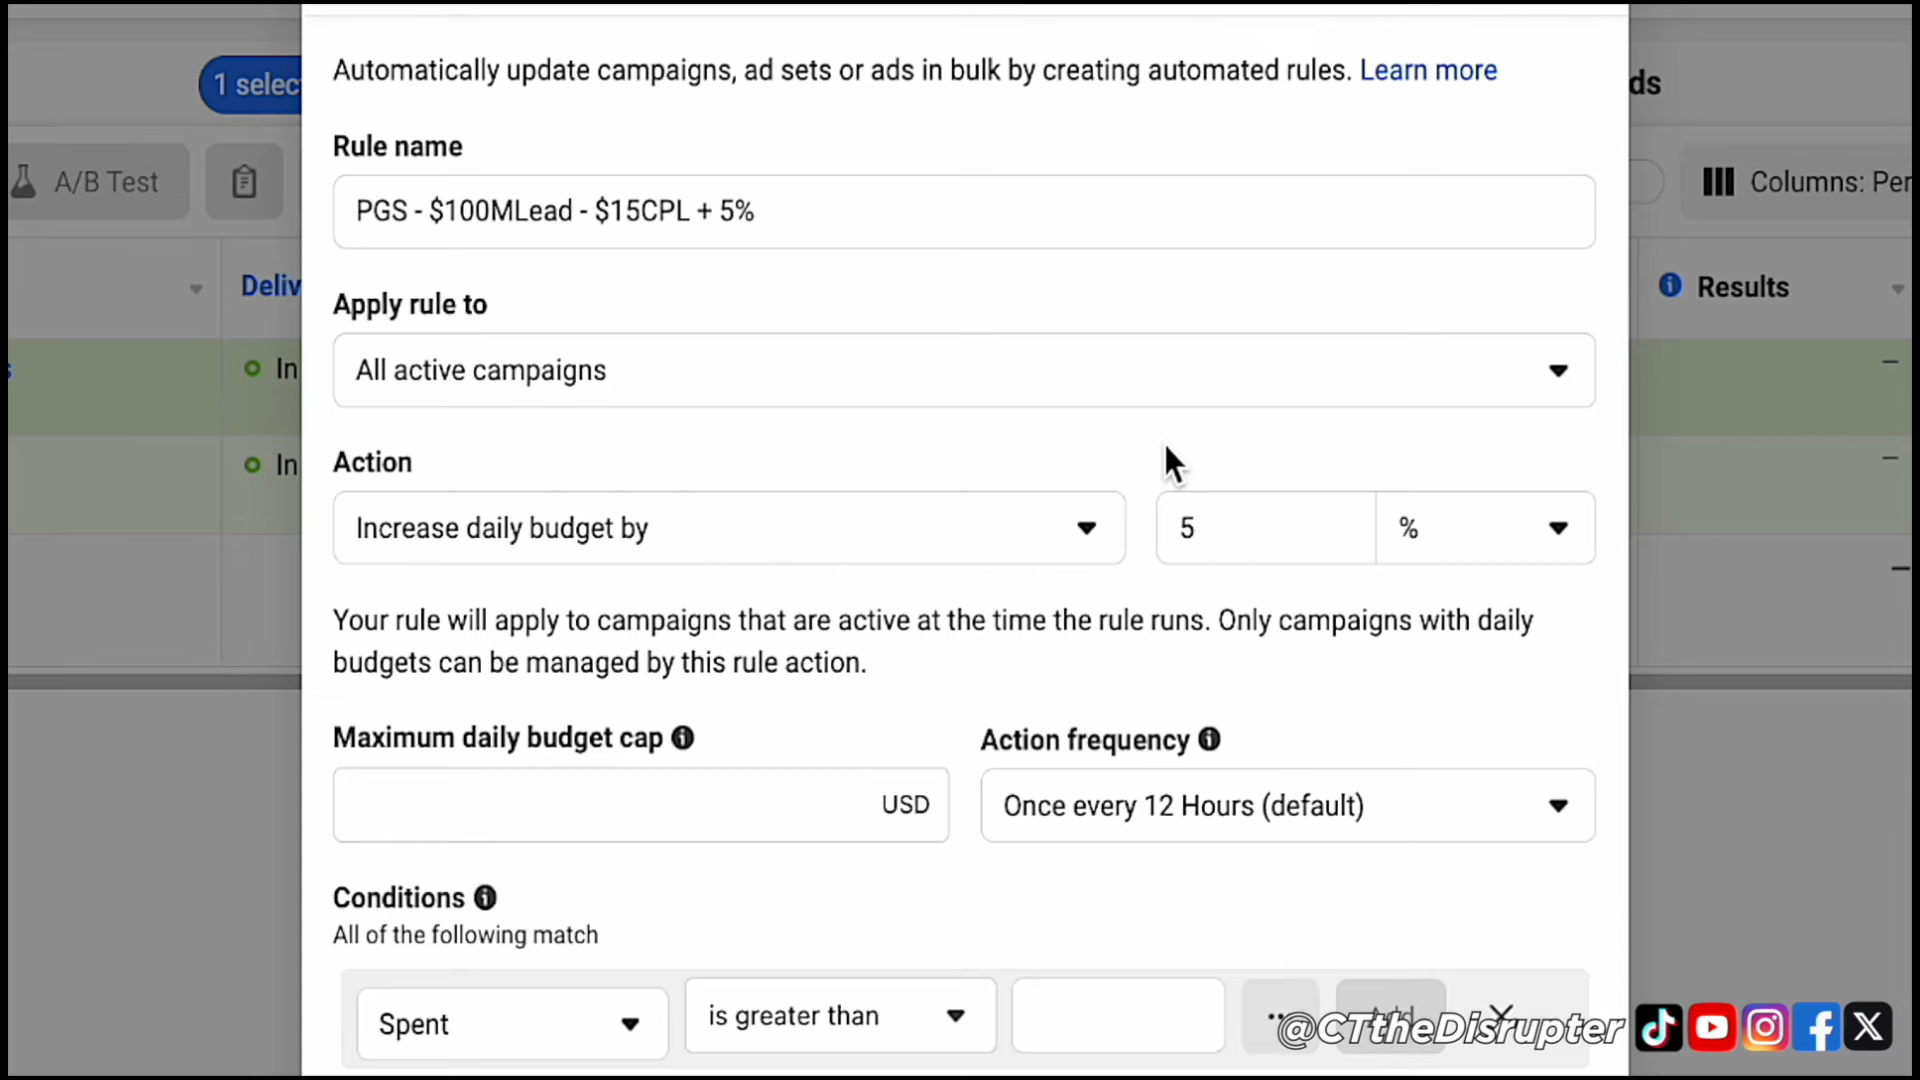 Automatically update campaigns, ad sets or ads in bulk by creating automated rules. Learn more
1 selec
ds
Rule name
A/B Test
Columns: Per
PGS - $100MLead - $15CPL + 5%
Deliv
Apply rule to
Results
In
All active campaigns
Action
In
Increase daily budget by
5
%
Your rule will apply to campaigns that are active at the time the rule runs. Only campaigns with daily
budgets can be managed by this rule action.
Maximum daily budget cap
Action frequency
USD
Once every 12 Hours (default)
Conditions
All of the following match
Spent
is greater than
Add
@CTtheDisrupter